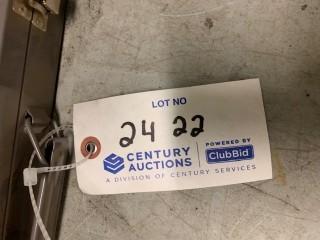 LOT NO
24 22
CENTURY AUCTIONS
POWERED BY
ClubBid
A DIVISION OF CENTURY SERVICES